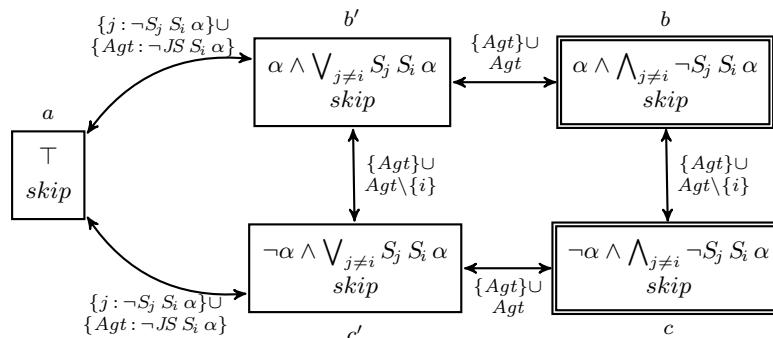 {j : ¬S_j S_i α}∪
{Agt : ¬JS S_i α}
b′
b
α ∧ ⋁_{j≠i} S_j S_i α
skip
{Agt}∪
Agt
α ∧ ⋀_{j≠i} ¬S_j S_i α
skip
a
⊤
skip
{Agt}∪
Agt\{i}
{Agt}∪
Agt\{i}
¬α ∧ ⋁_{j≠i} S_j S_i α
skip
{Agt}∪
Agt
¬α ∧ ⋀_{j≠i} ¬S_j S_i α
skip
{j : ¬S_j S_i α}∪
{Agt : ¬JS S_i α}
c′
c